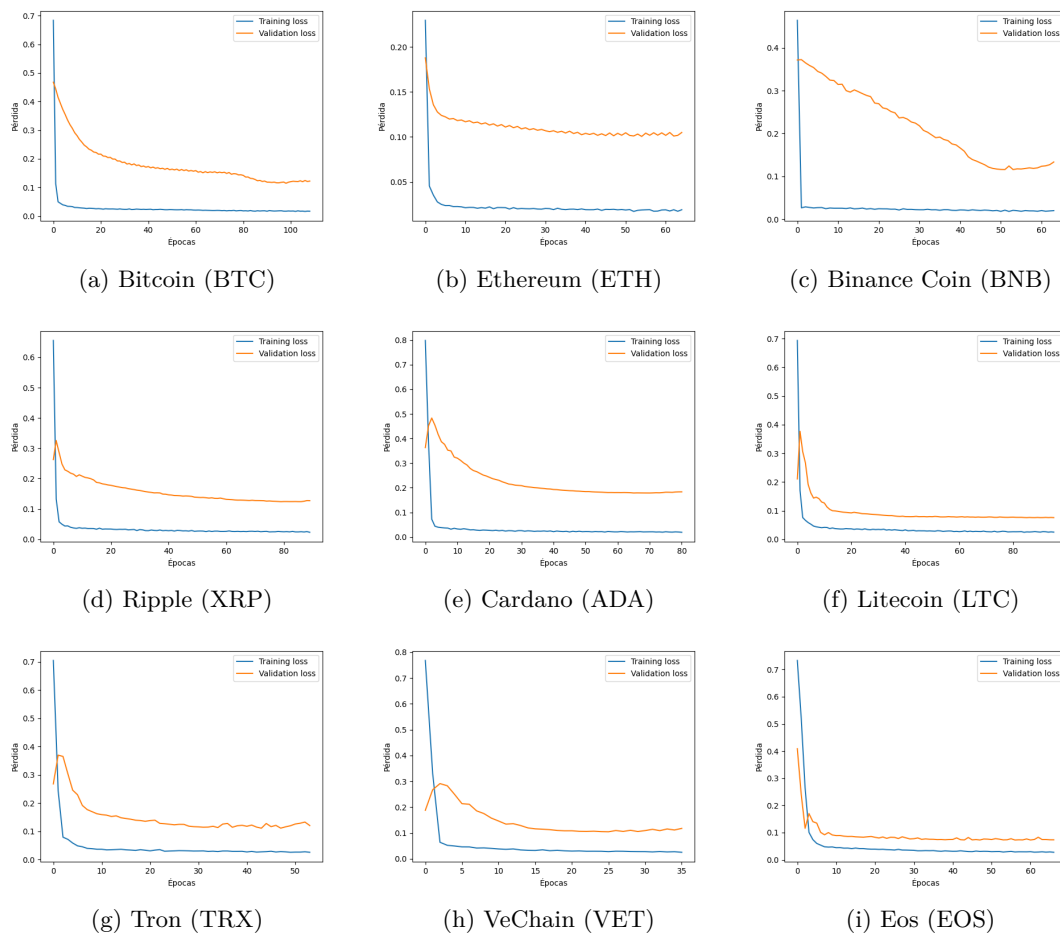 Training loss
Validation loss
Pérdida
0.7
0.6
0.5
0.4
0.3
0.2
0.1
0.0
0 20 40 60 80 100
Épocas
(a) Bitcoin (BTC)
Training loss
Validation loss
Pérdida
0.20
0.15
0.10
0.05
0 10 20 30 40 50 60
Épocas
(b) Ethereum (ETH)
Training loss
Validation loss
Pérdida
0.4
0.3
0.2
0.1
0.0
0 10 20 30 40 50 60
Épocas
(c) Binance Coin (BNB)
Training loss
Validation loss
Pérdida
0.6
0.5
0.4
0.3
0.2
0.1
0.0
0 20 40 60 80
Épocas
(d) Ripple (XRP)
Training loss
Validation loss
Pérdida
0.8
0.7
0.6
0.5
0.4
0.3
0.2
0.1
0.0
0 10 20 30 40 50 60 70 80
Épocas
(e) Cardano (ADA)
Training loss
Validation loss
Pérdida
0.7
0.6
0.5
0.4
0.3
0.2
0.1
0.0
0 20 40 60 80
Épocas
(f) Litecoin (LTC)
Training loss
Validation loss
Pérdida
0.7
0.6
0.5
0.4
0.3
0.2
0.1
0.0
0 10 20 30 40 50
Épocas
(g) Tron (TRX)
Training loss
Validation loss
Pérdida
0.8
0.7
0.6
0.5
0.4
0.3
0.2
0.1
0.0
0 5 10 15 20 25 30 35
Épocas
(h) VeChain (VET)
Training loss
Validation loss
Pérdida
0.7
0.6
0.5
0.4
0.3
0.2
0.1
0.0
0 10 20 30 40 50 60
Épocas
(i) Eos (EOS)